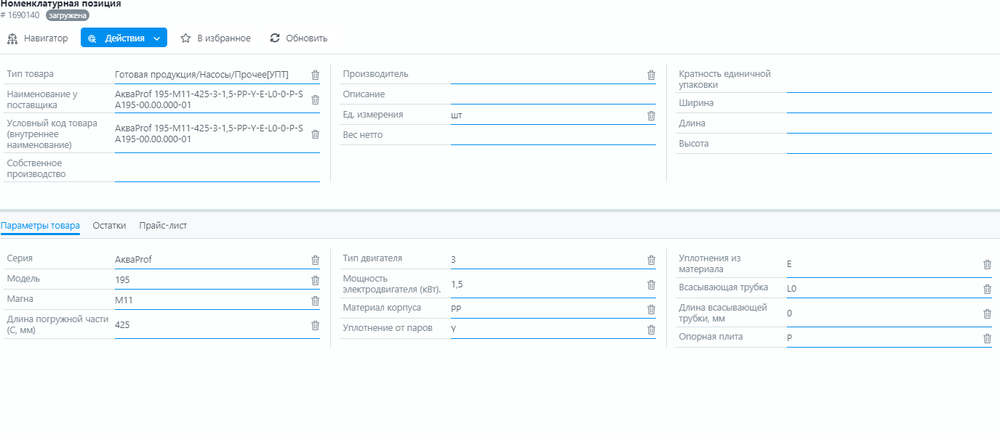 Номенклатурная позиция
# 1690140 загружена
Навигатор Действия В избранное Обновить
Тип товара Готовая продукция/Насосы/Прочее[УПТ]
Наименование у
поставщика
АкваProf 195-М11-425-3-1,5-PP-Y-E-L0-0-P-S
A195-00.00.000-01
Условный код товара
(внутреннее
наименование)
АкваProf 195-М11-425-3-1,5-PP-Y-E-L0-0-P-S
A195-00.00.000-01
Собственное
производство
Производитель
Описание
Ед. измерения шт
Вес нетто
Кратность единичной
упаковки
Ширина
Длина
Высота
Параметры товара Остатки Прайс-лист
Серия АкваProf
Модель 195
Магна М11
Длина погружной части
(С, мм)
425
Тип двигателя 3
Мощность
электродвигателя (кВт).
1,5
Материал корпуса PP
Уплотнение от паров Y
Уплотнения из
материала
E
Всасывающая трубка L0
Длина всасывающей
трубки, мм
0
Опорная плита P